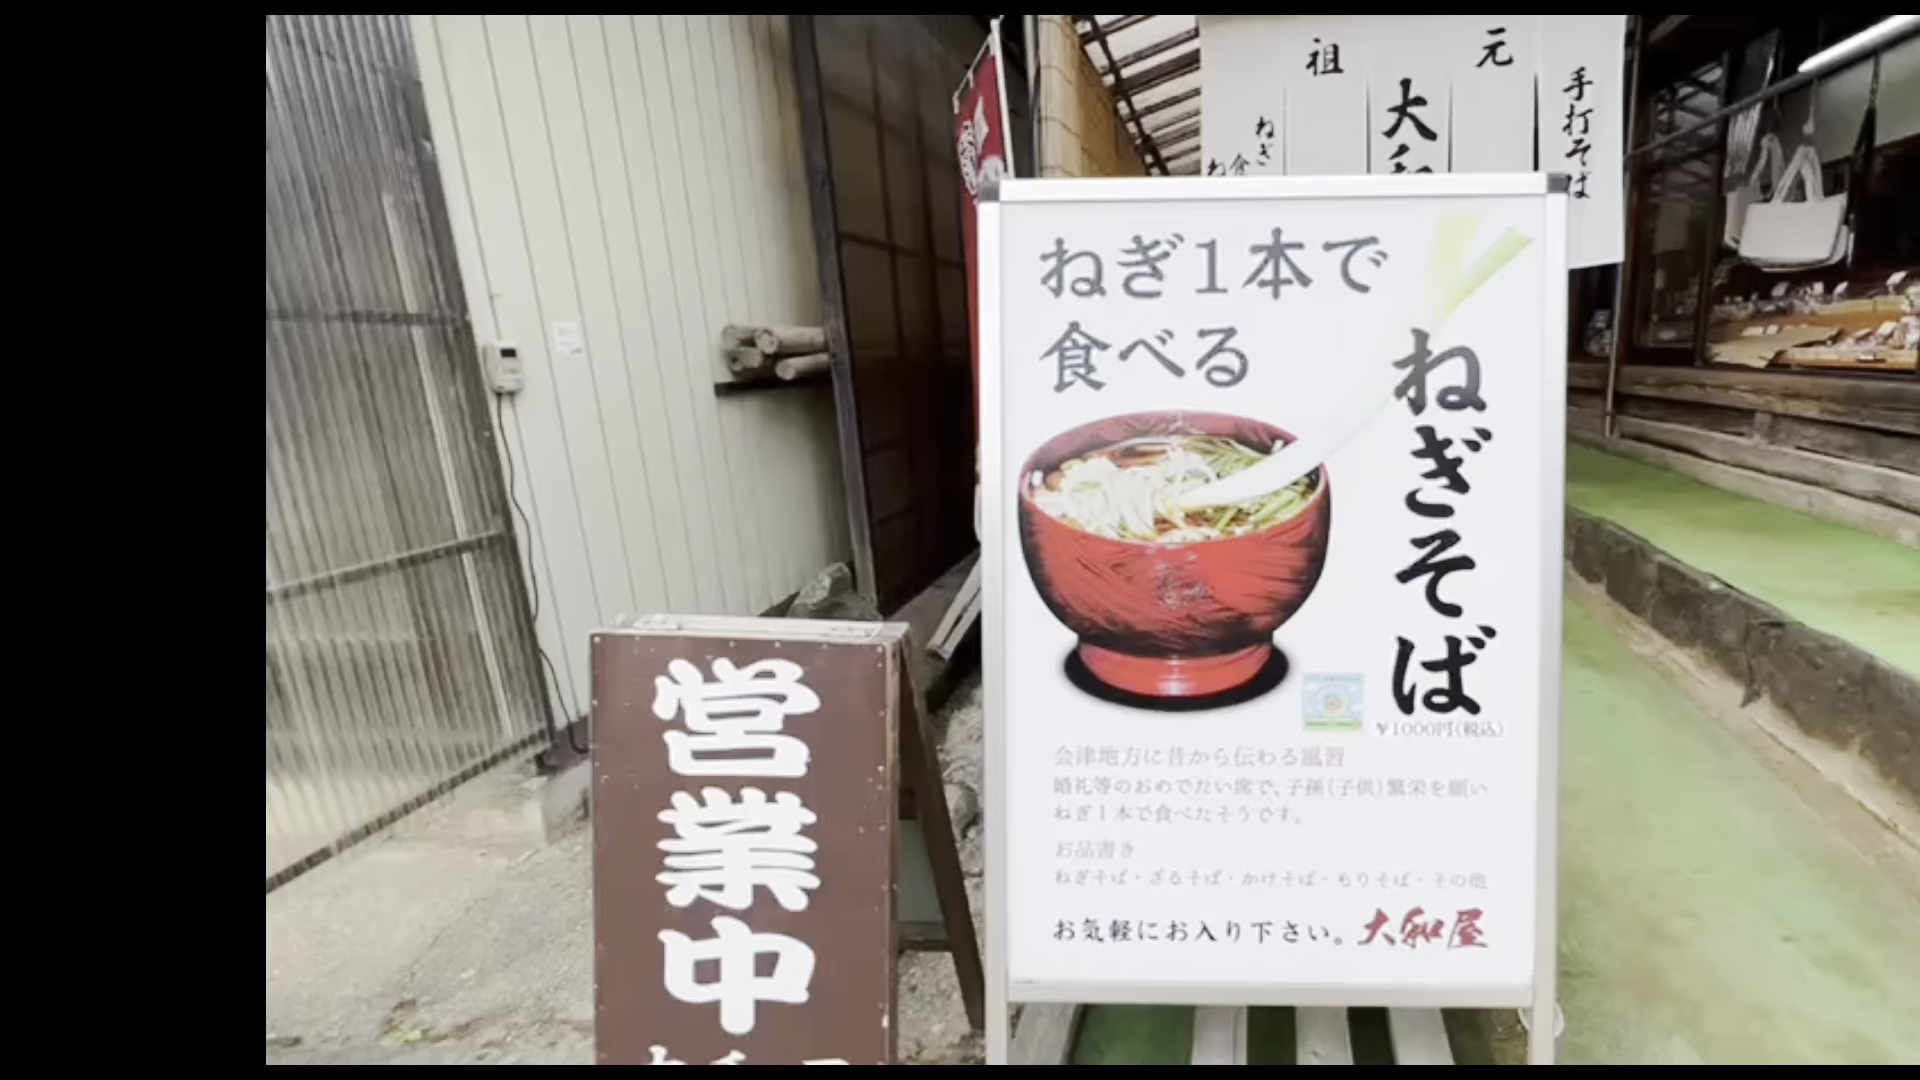 祖
元
大和
手打そば
ねぎ
食
ね
ねぎ1本で
食べる
ねぎそば
¥1000円(税込)
会津地方に昔から伝わる風習
婚礼等のおめでたい席で、子孫(子供)繁栄を願い
ねぎ1本で食べたそうです。
お品書き
ねぎそば・ざるそば・かけそば・もりそば・その他
お気軽にお入り下さい。 大和屋
営業中